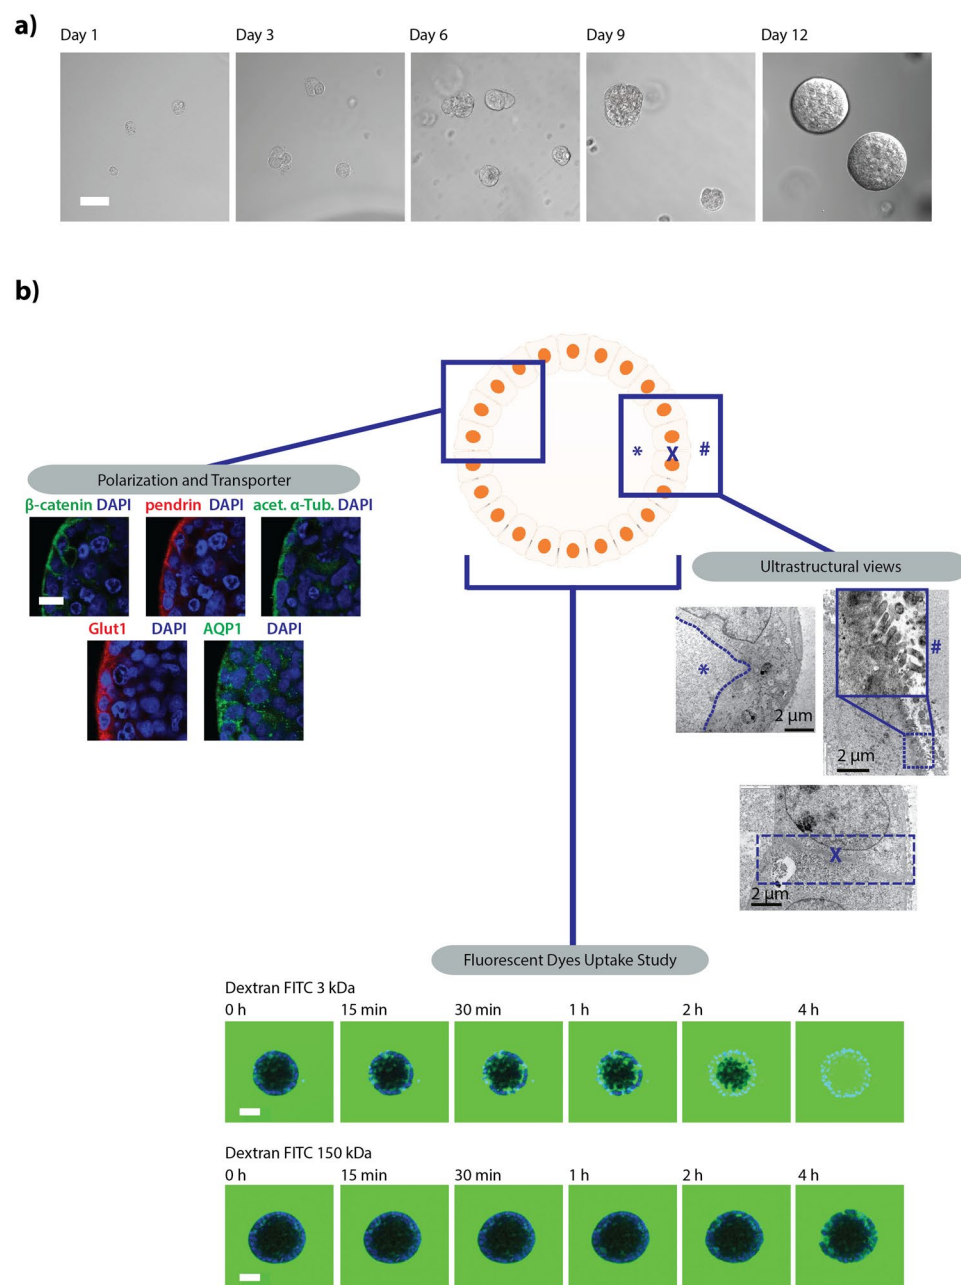 a)
Day 1 Day 3 Day 6 Day 9 Day 12
b)
* X #
Polarization and Transporter
β-catenin DAPI pendrin DAPI acet. α-Tub. DAPI
Glut1 DAPI AQP1 DAPI
Ultrastructural views
*
2 µm
#
2 µm
X
2 µm
Fluorescent Dyes Uptake Study
Dextran FITC 3 kDa
0 h 15 min 30 min 1 h 2 h 4 h
Dextran FITC 150 kDa
0 h 15 min 30 min 1 h 2 h 4 h